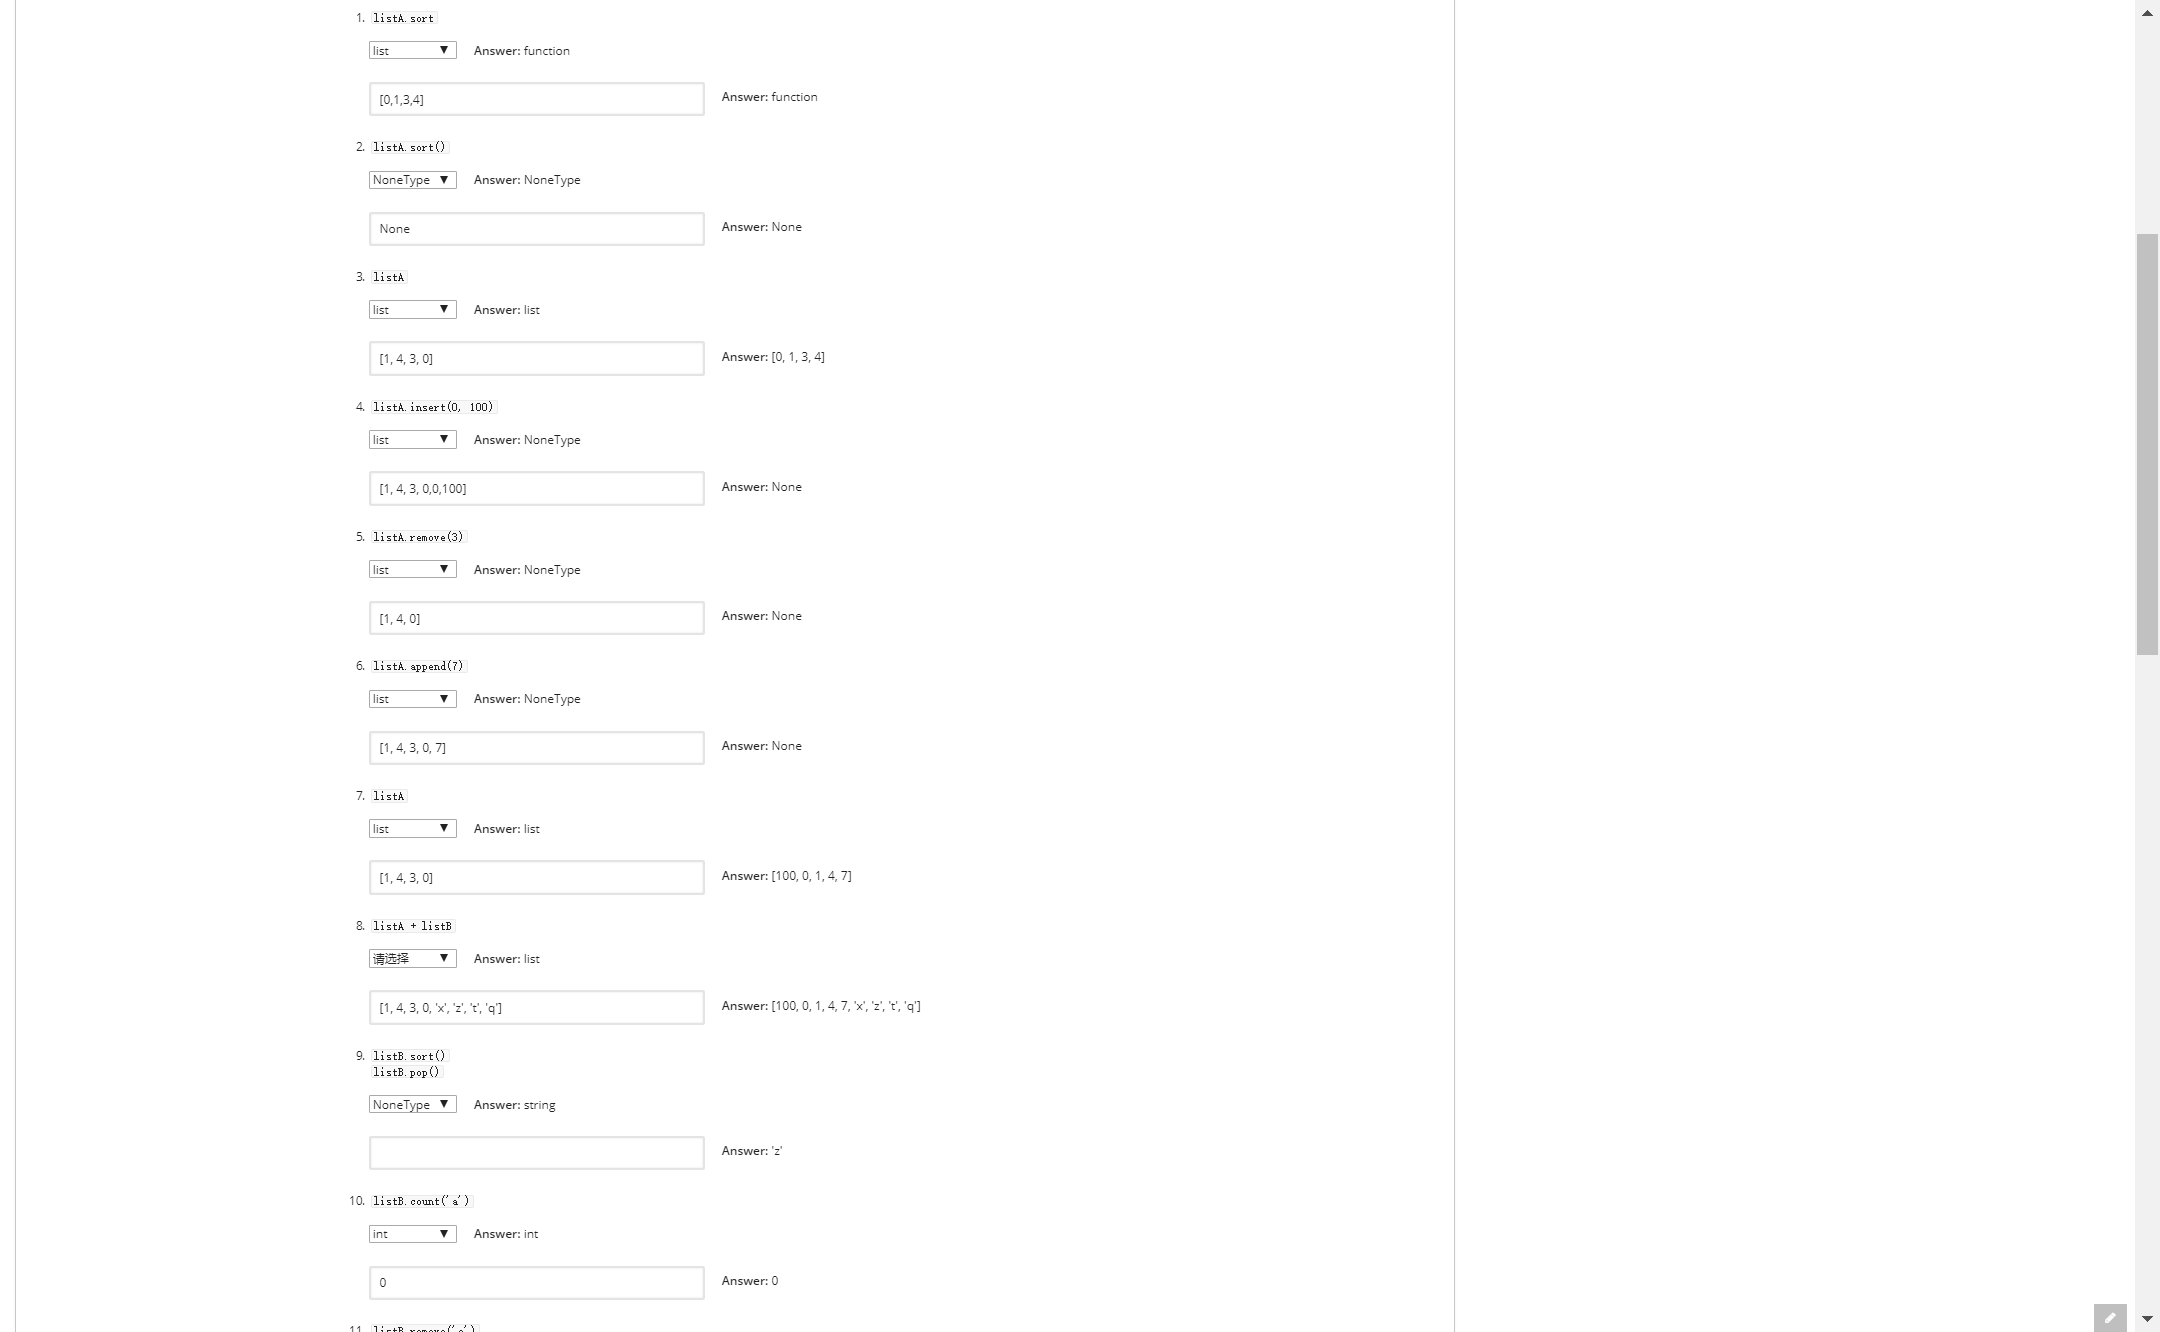 1. listA.sort
list ▼ Answer: function
[0,1,3,4] Answer: function
2. listA.sort()
NoneType ▼ Answer: NoneType
None Answer: None
3. listA
list ▼ Answer: list
[1, 4, 3, 0] Answer: [0, 1, 3, 4]
4. listA.insert(0, 100)
list ▼ Answer: NoneType
[1, 4, 3, 0,0,100] Answer: None
5. listA.remove(3)
list ▼ Answer: NoneType
[1, 4, 0] Answer: None
6. listA.append(7)
list ▼ Answer: NoneType
[1, 4, 3, 0, 7] Answer: None
7. listA
list ▼ Answer: list
[1, 4, 3, 0] Answer: [100, 0, 1, 4, 7]
8. listA + listB
请选择 ▼ Answer: list
[1, 4, 3, 0, 'x', 'z', 't', 'q'] Answer: [100, 0, 1, 4, 7, 'x', 'z', 't', 'q']
9. listB.sort()
listB.pop()
NoneType ▼ Answer: string
Answer: 'z'
10. listB.count('a')
int ▼ Answer: int
0 Answer: 0
11. listB.remove('a')